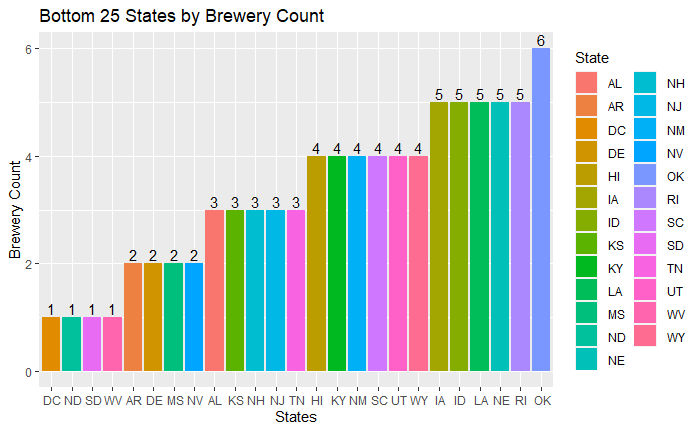 Bottom 25 States by Brewery Count
Brewery Count
6
4
2
0
1 1 1 1 2 2 2 2 3 3 3 3 3 4 4 4 4 4 4 5 5 5 5 5 6
DC ND SD WV AR DE MS NV AL KS NH NJ TN HI KY NM SC UT WY IA ID LA NE RI OK
States
State
AL NH
AR NJ
DC NM
DE NV
HI OK
IA RI
ID SC
KS SD
KY TN
LA UT
MS WV
ND WY
NE